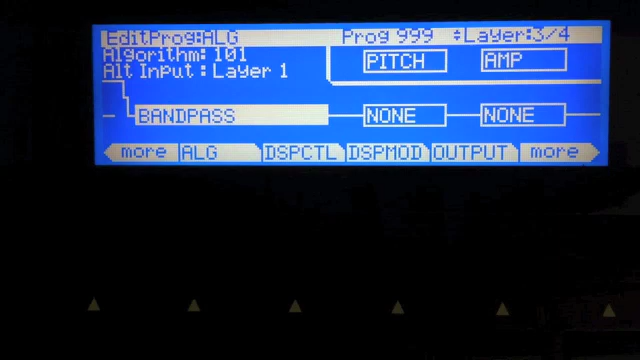 EditProg:ALG Prog 999 Layer:3/4
Algorithm: 101
Alt Input : Layer 1
PITCH AMP
BANDPASS NONE NONE
more ALG DSPCTL DSPMOD OUTPUT more